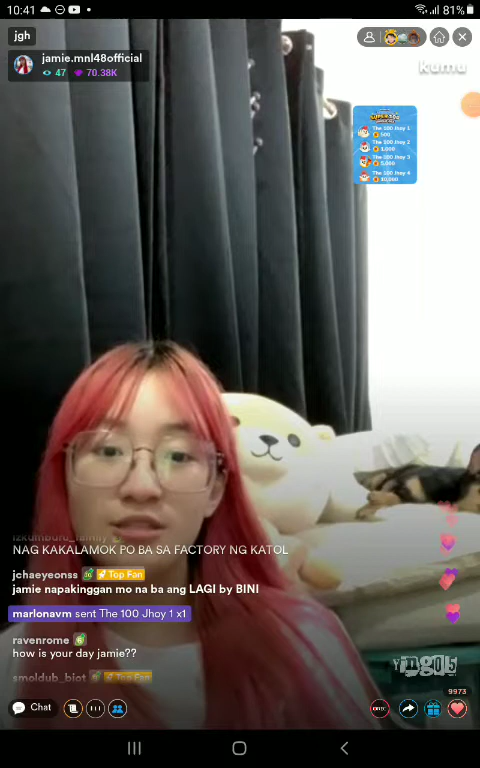 10:41
81%
jgh
jamie.mnl48official
47 70.38K
kumu
The 100 Jhoy 1
500
The 100 Jhoy 2
1,000
The 100 Jhoy 3
5,000
The 100 Jhoy 4
10,000
NAG KAKALAMOK PO BA SA FACTORY NG KATOL
jchaeyeonss Top Fan
jamie napakinggan mo na ba ang LAGI by BINI
marlonavm sent The 100 Jhoy 1 x1
ravenrome
how is your day jamie??
smoldub_biot Top Fan
9973
Chat